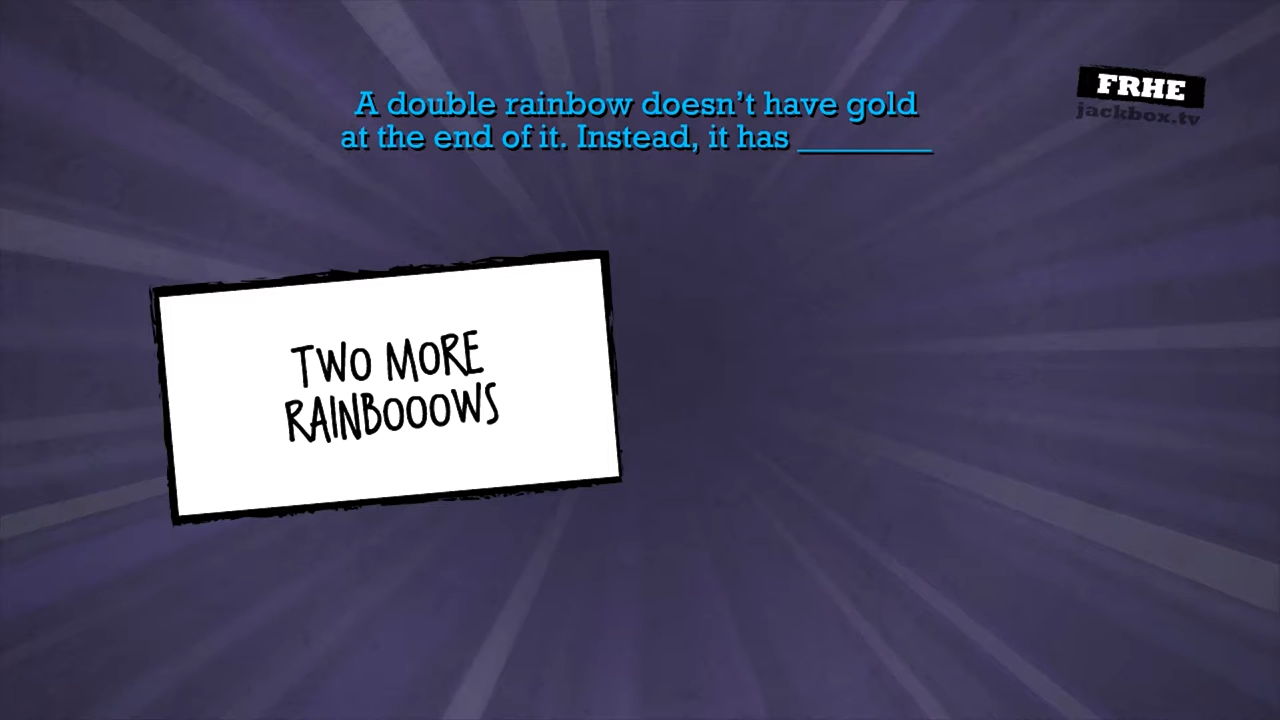 A double rainbow doesn't have gold
at the end of it. Instead, it has ________
FRHE
jackbox.tv
TWO MORE
RAINBOOOWS